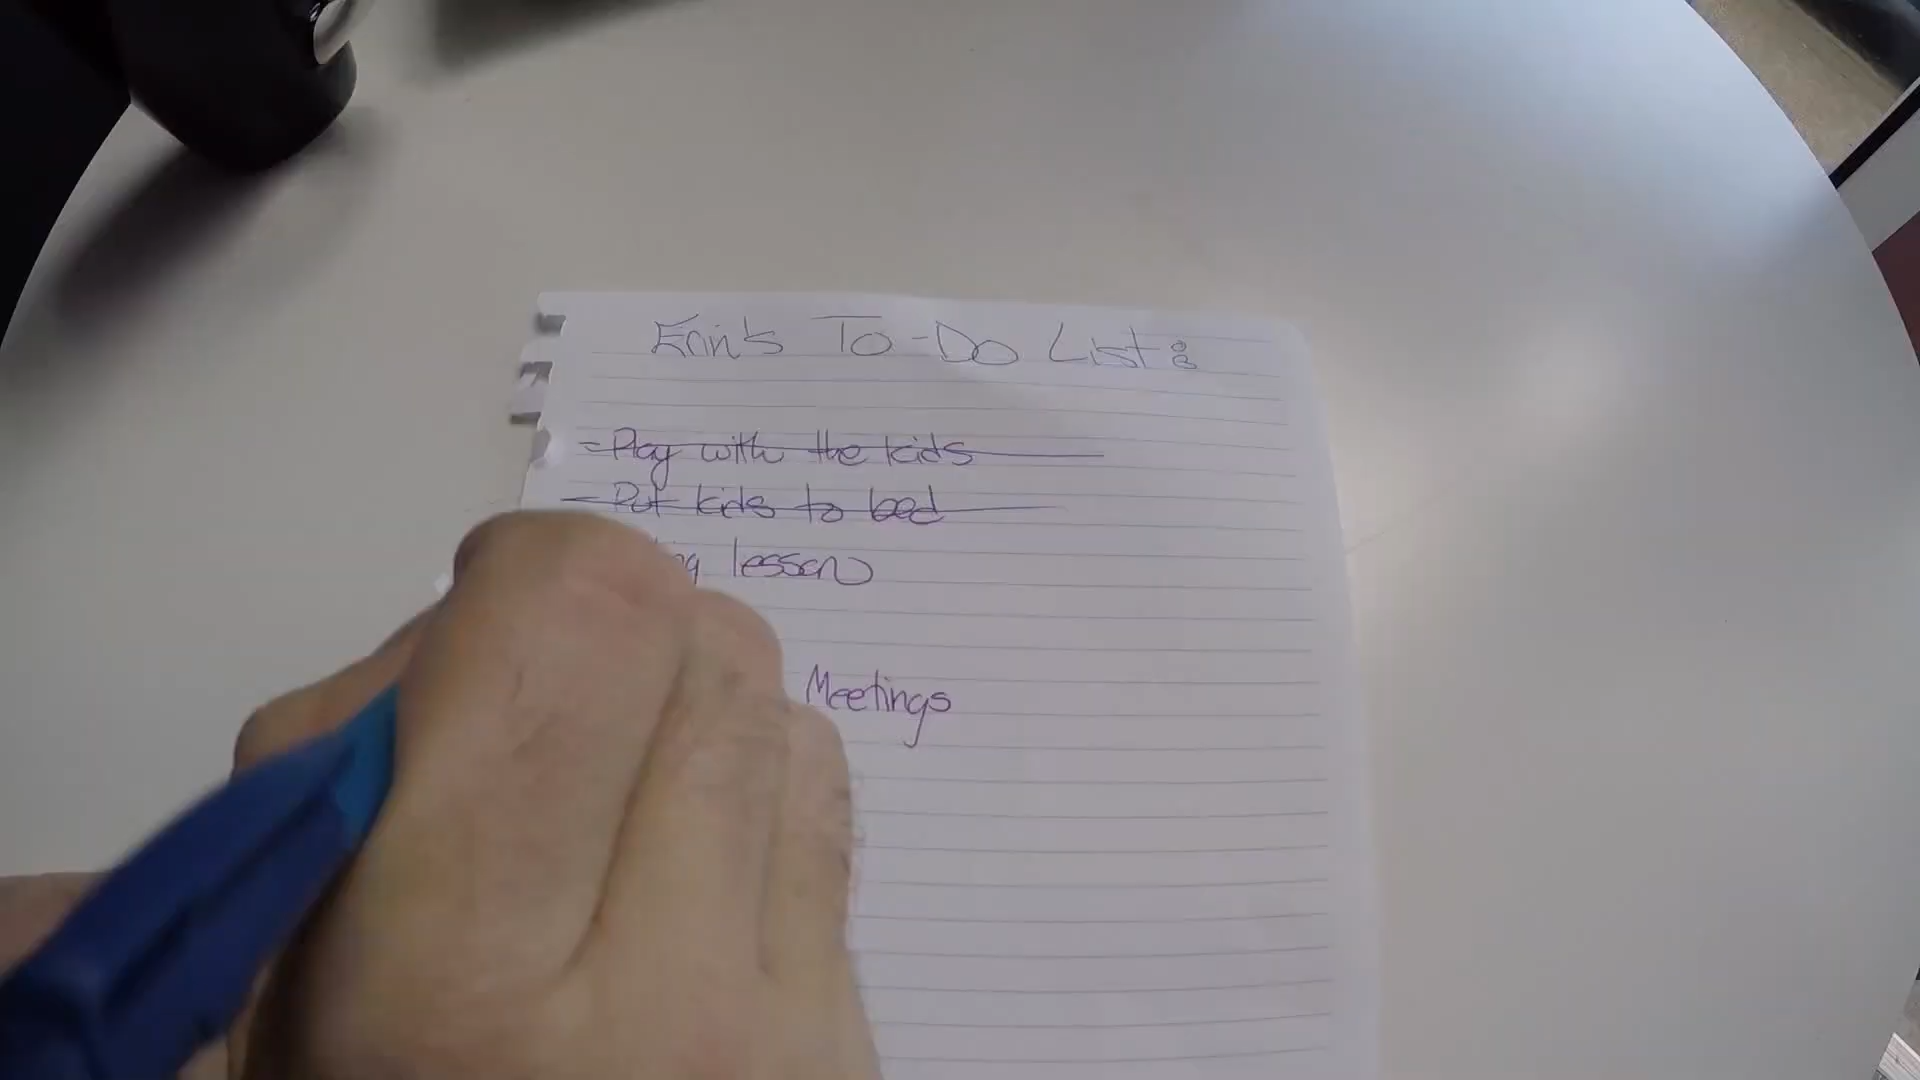 Erin's To-Do List:
- Play with the kids
- Put kids to bed
lesson
Meetings